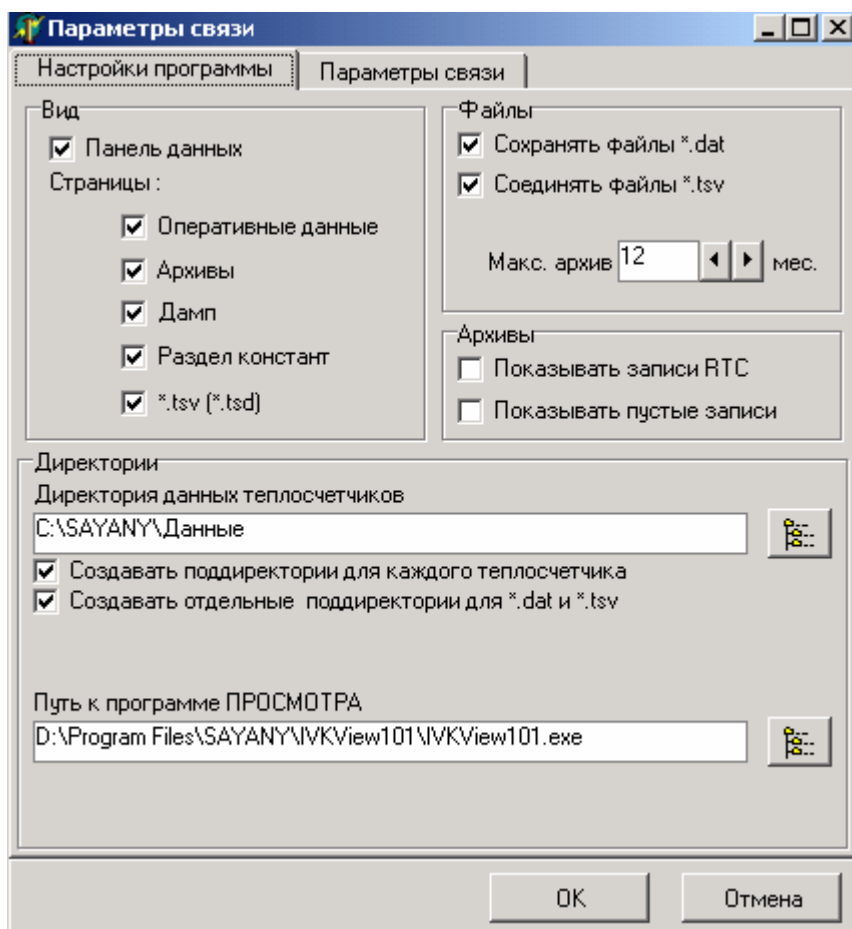 Параметры связи
Настройки программы
Параметры связи
Вид
Панель данных
Страницы :
Оперативные данные
Архивы
Дамп
Раздел констант
*.tsv (*.tsd)
Файлы
Сохранять файлы *.dat
Соединять файлы *.tsv
Макс. архив 12 мес.
Архивы
Показывать записи RTC
Показывать пустые записи
Директории
Директория данных теплосчетчиков
C:\SAYANY\Данные
Создавать поддиректории для каждого теплосчетчика
Создавать отдельные поддиректории для *.dat и *.tsv
Путь к программе ПРОСМОТРА
D:\Program Files\SAYANY\IVKView101\IVKView101.exe
OK
Отмена